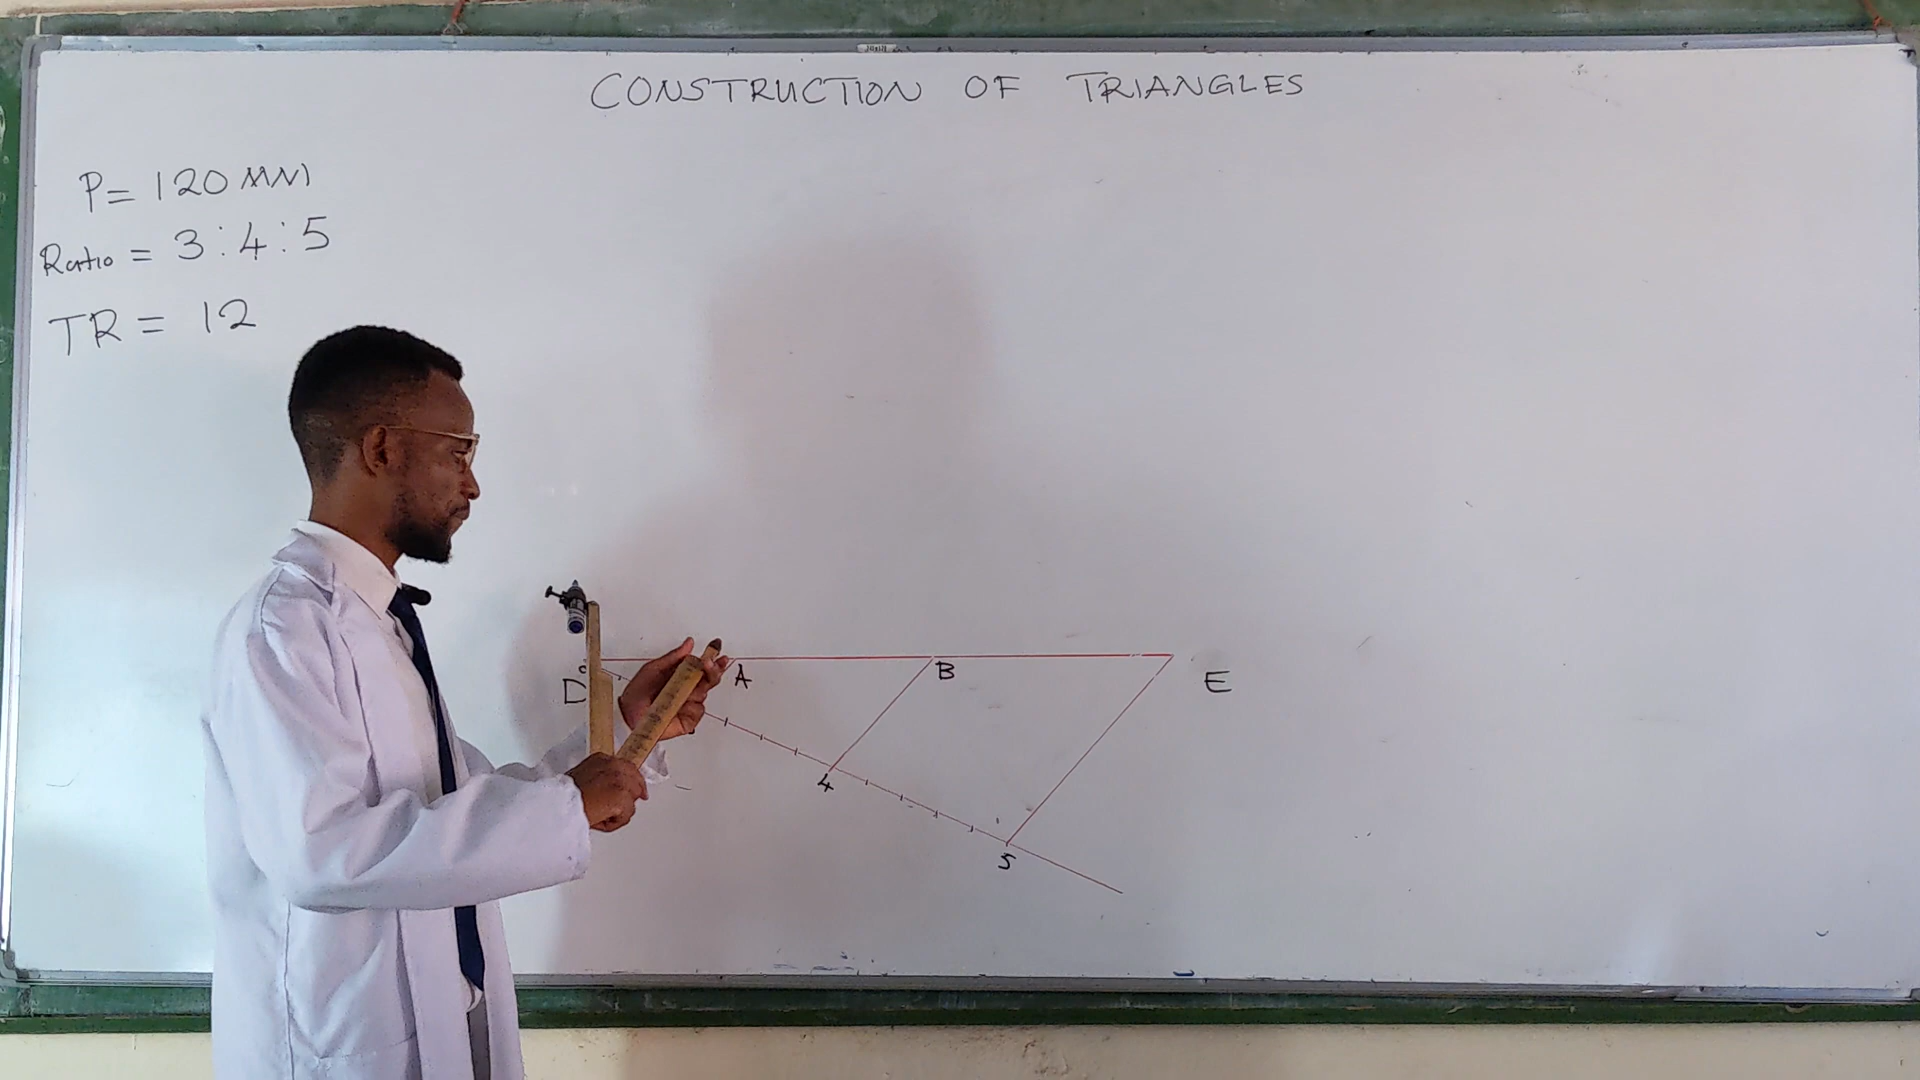 CONSTRUCTION OF TRIANGLES
P = 120 MM
Ratio = 3:4:5
TR = 12
D A B E
4
5